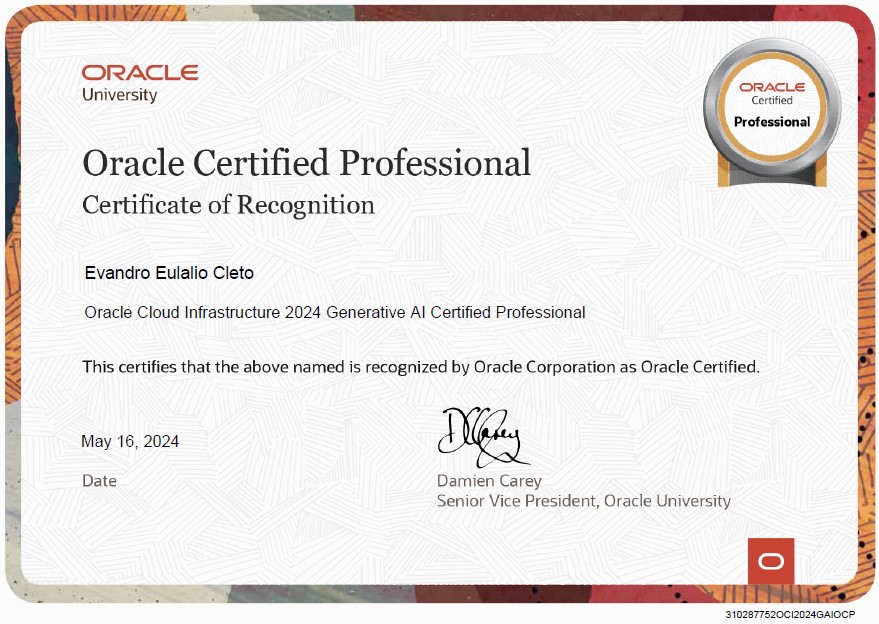 ORACLE
University
ORACLE
Certified
Professional
Oracle Certified Professional
Certificate of Recognition
Evandro Eulalio Cleto
Oracle Cloud Infrastructure 2024 Generative AI Certified Professional
This certifies that the above named is recognized by Oracle Corporation as Oracle Certified.
May 16, 2024
Date
DCarey
Damien Carey
Senior Vice President, Oracle University
310287752OCI2024GAIOCP